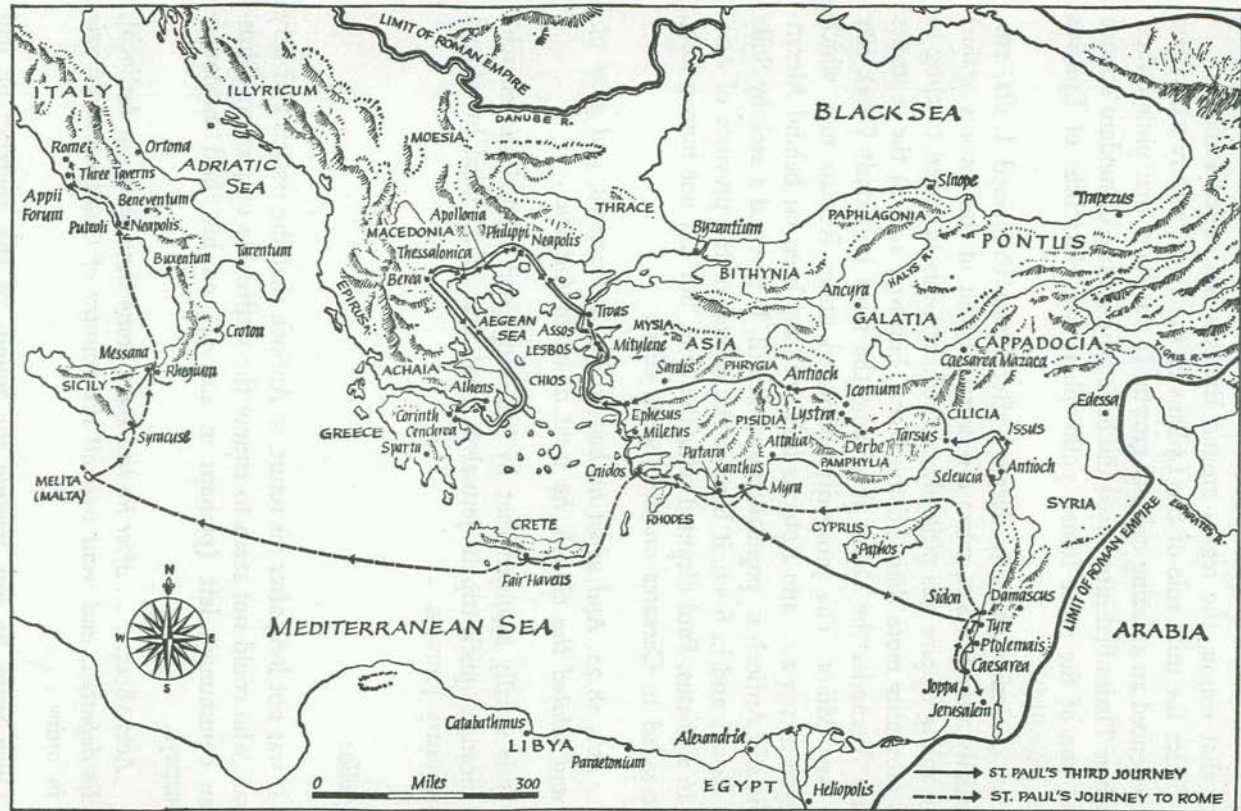 ITALY
Rome
Three Taverns
Appii
Forum
Puteoli
Ortona
ADRIATIC
SEA
Beneventum
Neapolis
Buxentum
Tarentum
Croton
Messana
Rhegium
SICILY
Syracuse
MELITA
(MALTA)
ILLYRICUM
LIMIT OF ROMAN EMPIRE
DANUBE R.
MOESIA
THRACE
BLACK SEA
Apollonia
MACEDONIA
Philippi
Neapolis
Thessalonica
Berea
EPIRUS
AEGEAN
SEA
ACHAIA
Athens
Corinth
Cenchrea
GREECE
Sparta
Byzantium
BITHYNIA
PAPHLAGONIA
Sinope
Trapezus
PONTUS
HALYS R.
Ancyra
GALATIA
CAPPADOCIA
Caesarea Mazaca
TIGRIS R.
Troas
Assos
MYSIA
Mitylene
LESBOS
ASIA
CHIOS
Sardis
PHRYGIA
Antioch
Iconium
Lystra
Derbe
PISIDIA
CILICIA
Tarsus
Issus
Edessa
Ephesus
Miletus
Attalia
PAMPHYLIA
Patara
Xanthus
Myra
Cnidos
RHODES
Seleucia
Antioch
SYRIA
EUPHRATES R.
CYPRUS
Paphos
CRETE
Fair Havens
Sidon
Damascus
Tyre
Ptolemais
Caesarea
Joppa
Jerusalem
LIMIT OF ROMAN EMPIRE
ARABIA
N
W
E
S
MEDITERRANEAN SEA
Catabathmus
LIBYA
Paraetonium
Alexandria
EGYPT
Heliopolis
0 Miles 300
ST. PAUL'S THIRD JOURNEY
ST. PAUL'S JOURNEY TO ROME